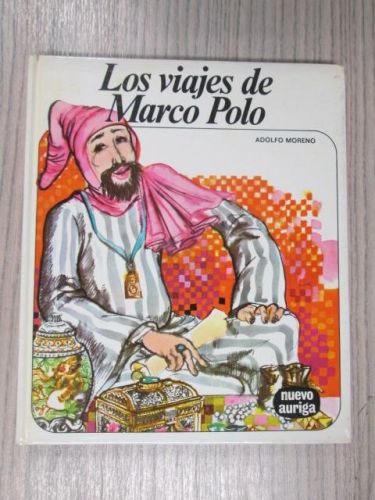 Los viajes de
Marco Polo
ADOLFO MORENO
nuevo
auriga